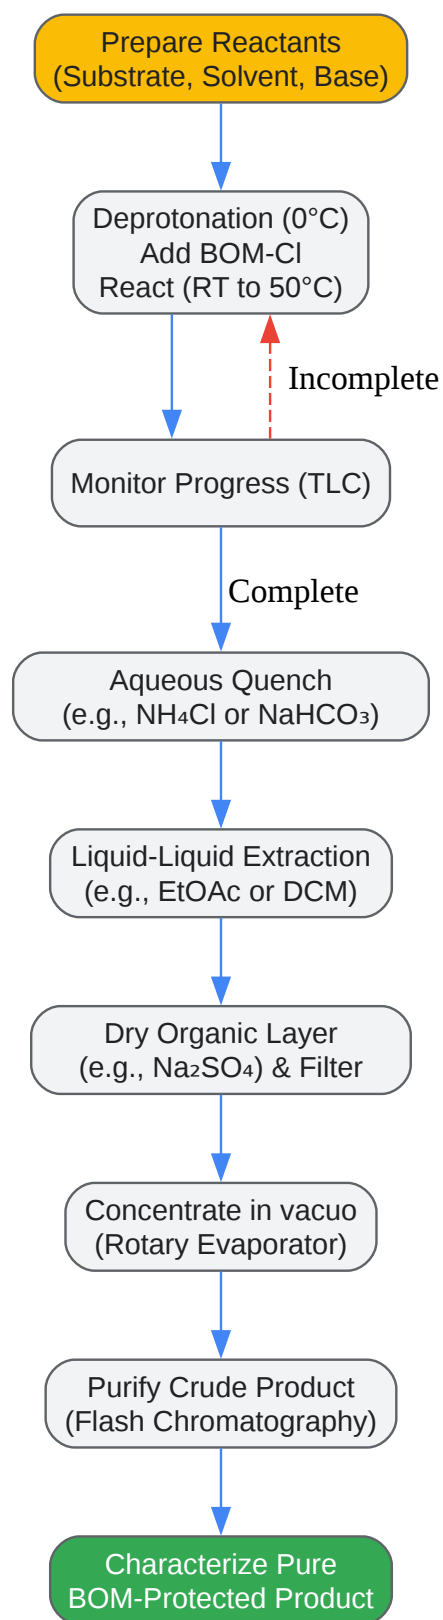 Prepare Reactants
(Substrate, Solvent, Base)
Deprotonation (0°C)
Add BOM-Cl
React (RT to 50°C)
Incomplete
Monitor Progress (TLC)
Complete
Aqueous Quench
(e.g., NH₄Cl or NaHCO₃)
Liquid-Liquid Extraction
(e.g., EtOAc or DCM)
Dry Organic Layer
(e.g., Na₂SO₄) & Filter
Concentrate in vacuo
(Rotary Evaporator)
Purify Crude Product
(Flash Chromatography)
Characterize Pure
BOM-Protected Product